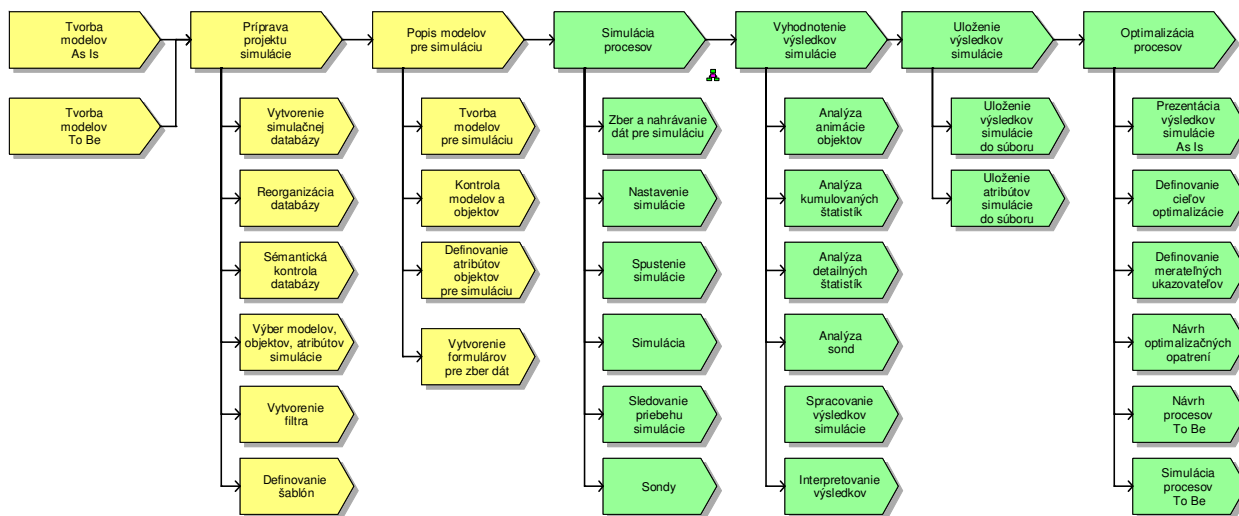 Tvorba
modelov
As Is
Príprava
projektu
simulácie
Popis modelov
pre simuláciu
Simulácia
procesov
Vyhodnotenie
výsledkov
simulácie
Uloženie
výsledkov
simulácie
Optimalizácia
procesov
Tvorba
modelov
To Be
Vytvorenie
simulačnej
databázy
Reorganizácia
databázy
Sémantická
kontrola
databázy
Výber modelov,
objektov, atribútov
simulácie
Vytvorenie
filtra
Definovanie
šablón
Tvorba
modelov
pre simuláciu
Kontrola
modelov a
objektov
Definovanie
atribútov
objektov
pre simuláciu
Vytvorenie
formulárov
pre zber dát
Zber a nahrávanie
dát pre simuláciu
Nastavenie
simulácie
Spustenie
simulácie
Simulácia
Sledovanie
priebehu
simulácie
Sondy
Analýza
animácie
objektov
Analýza
kumulovaných
štatistík
Analýza
detailných
štatistík
Analýza
sond
Spracovanie
výsledkov
simulácie
Interpretovanie
výsledkov
Uloženie
výsledkov
simulácie
do súboru
Uloženie
atribútov
simulácie
do súboru
Prezentácia
výsledkov
simulácie
As Is
Definovanie
cieľov
optimalizácie
Definovanie
merateľných
ukazovateľov
Návrh
optimalizačných
opatrení
Návrh
procesov
To Be
Simulácia
procesov
To Be